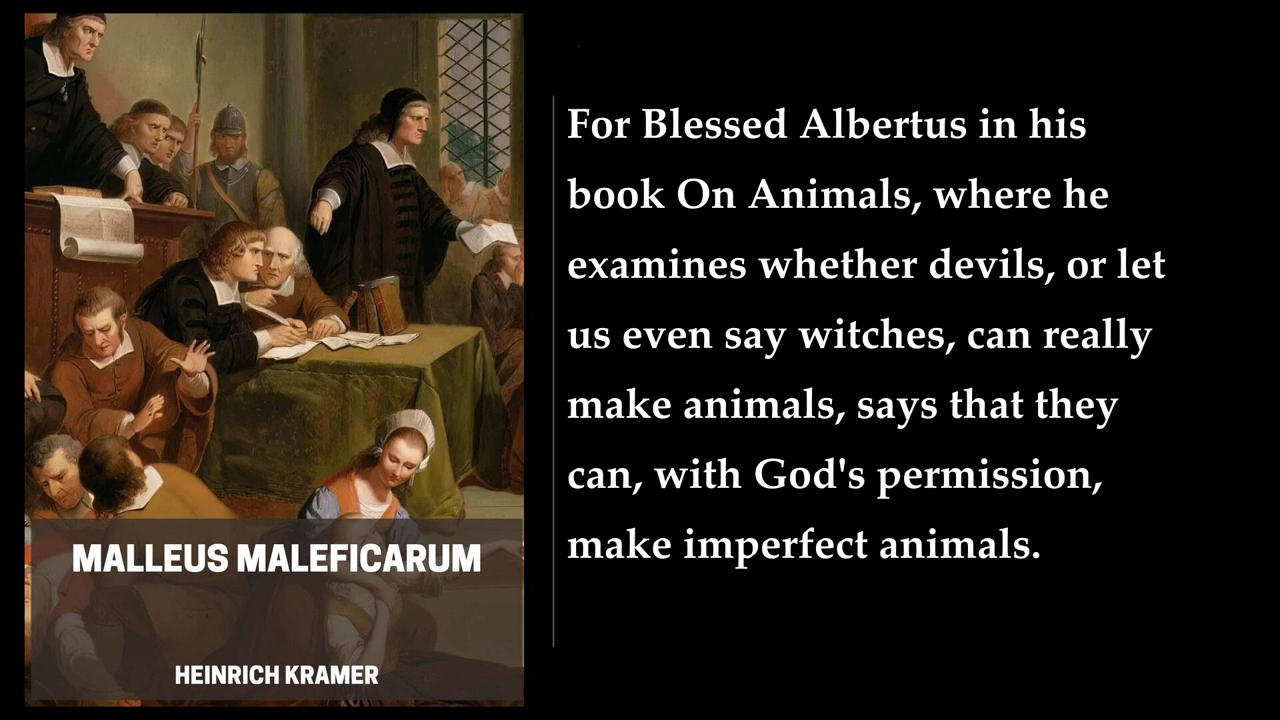 MALLEUS MALEFICARUM
HEINRICH KRAMER
For Blessed Albertus in his
book On Animals, where he
examines whether devils, or let
us even say witches, can really
make animals, says that they
can, with God's permission,
make imperfect animals.